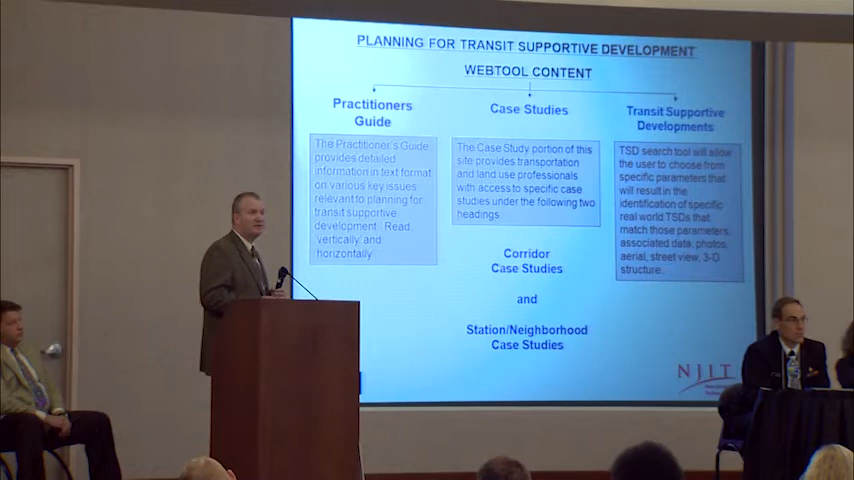 PLANNING FOR TRANSIT SUPPORTIVE DEVELOPMENT
WEBTOOL CONTENT
Practitioners
Guide
The Practitioner's Guide
provides detailed
information in text format
on various key issues
relevant to planning for
transit supportive
development. Read
'vertically' and
horizontally'
Case Studies
The Case Study portion of this
site provides transportation
and land use professionals
with access to specific case
studies under the following two
headings.
Corridor
Case Studies
and
Station/Neighborhood
Case Studies
Transit Supportive
Developments
TSD search tool will allow
the user to choose from
specific parameters that
will result in the
identification of specific
real world TSDs that
match those parameters.
associated data, photos,
aerial, street view, 3-D
structure.
NJIT